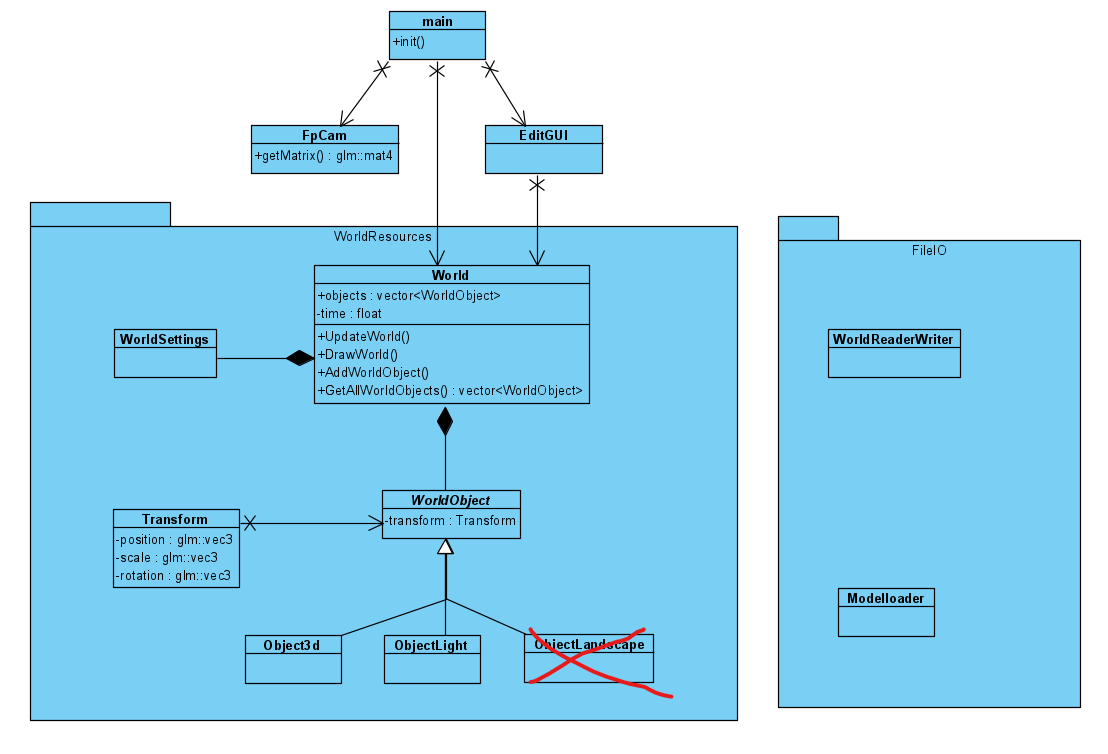 main
+init()
FpCam
+getMatrix() : glm::mat4
EditGUI
WorldResources
World
+objects : vector<WorldObject>
-time : float
+UpdateWorld()
+DrawWorld()
+AddWorldObject()
+GetAllWorldObjects() : vector<WorldObject>
WorldSettings
WorldObject
-transform : Transform
Transform
-position : glm::vec3
-scale : glm::vec3
-rotation : glm::vec3
Object3d
ObjectLight
ObjectLandscape
FileIO
WorldReaderWriter
Modelloader